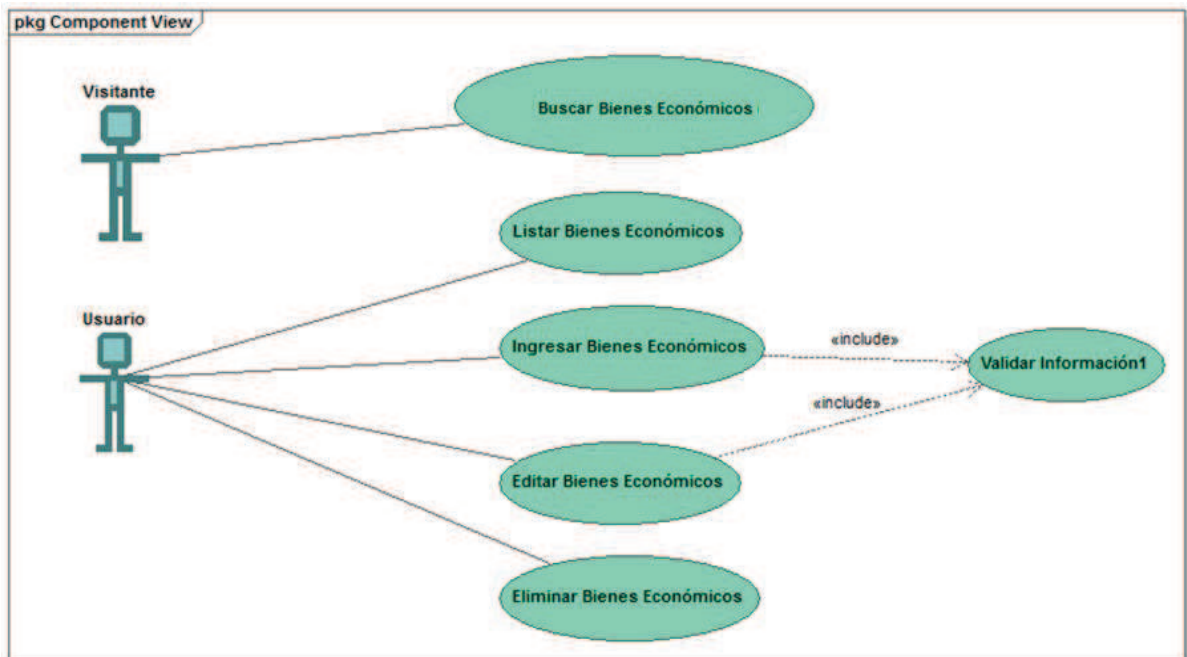 pkg Component View
Visitante
Buscar Bienes Económicos
Listar Bienes Económicos
Usuario
Ingresar Bienes Económicos
«include»
Validar Información1
«include»
Editar Bienes Económicos
Eliminar Bienes Económicos